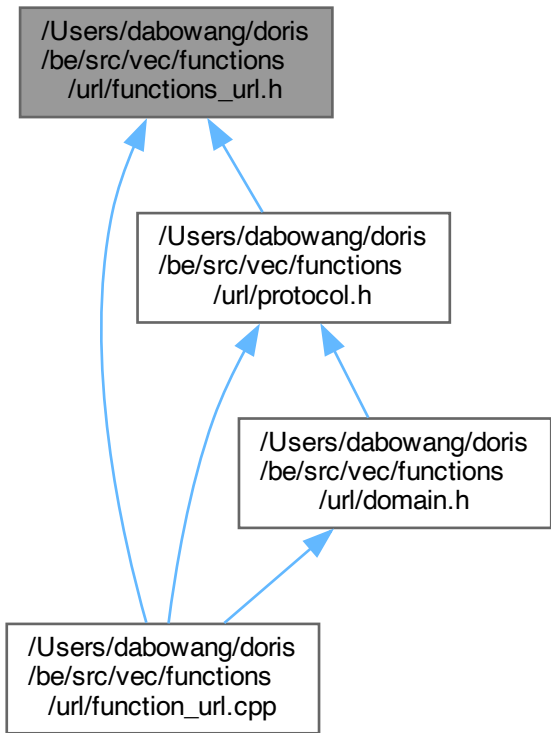 /Users/dabowang/doris
/be/src/vec/functions
/url/functions_url.h
/Users/dabowang/doris
/be/src/vec/functions
/url/protocol.h
/Users/dabowang/doris
/be/src/vec/functions
/url/domain.h
/Users/dabowang/doris
/be/src/vec/functions
/url/function_url.cpp